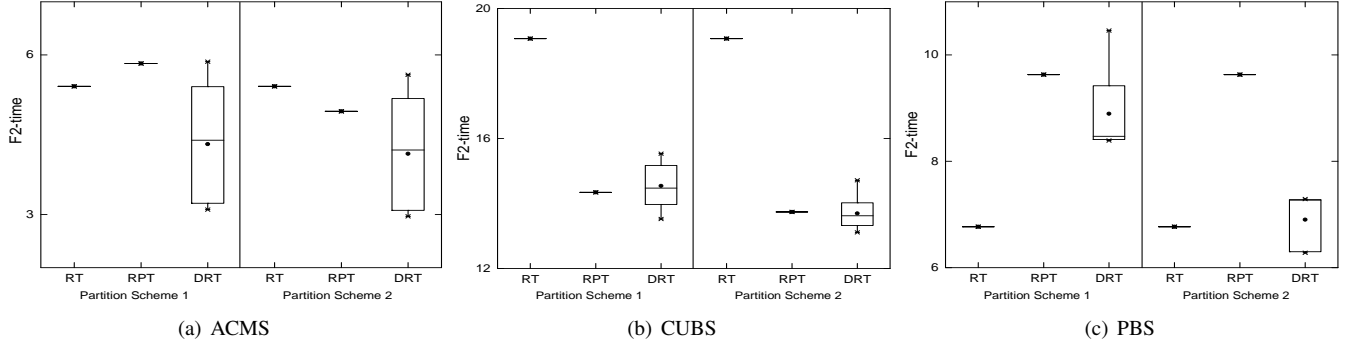 6
3
F2-time
RT RPT DRT RT RPT DRT
Partition Scheme 1 Partition Scheme 2
(a) ACMS
20
16
12
F2-time
RT RPT DRT RT RPT DRT
Partition Scheme 1 Partition Scheme 2
(b) CUBS
10
8
6
F2-time
RT RPT DRT RT RPT DRT
Partition Scheme 1 Partition Scheme 2
(c) PBS